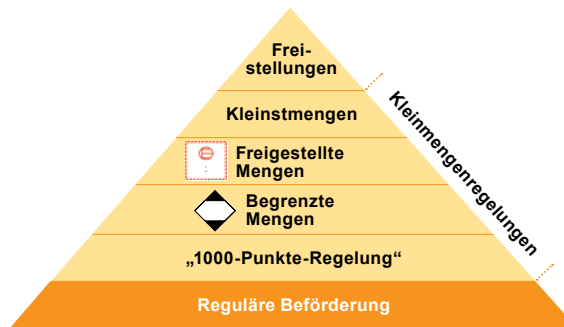 Frei-
stellungen
Kleinstmengen
Freigestellte
Mengen
Begrenzte
Mengen
„1000-Punkte-Regelung“
Reguläre Beförderung
Kleinmengenregelungen